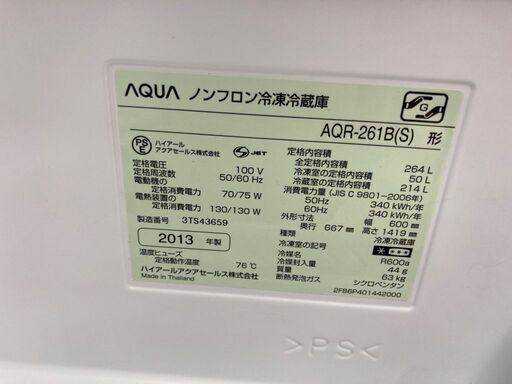 AQUA ノンフロン冷凍冷蔵庫
G
AQR-261B(S) 形
PSE ハイアール アクアセールス株式会社 S JET
定格電圧 100 V
定格周波数 50/60 Hz
電動機の
定格消費電力 70/75 W
電熱装置の
定格消費電力 130/130 W
製造番号 3TS43659
2013 年製
温度ヒューズ
定格動作温度 76℃
ハイアールアクアセールス株式会社
Made in Thailand
定格内容積
全定格内容積 264 L
冷凍室の定格内容積 50 L
冷蔵室の定格内容積 214 L
消費電力量 (JIS C 9801-2006年)
50Hz 340 kWh/年
60Hz 340 kWh/年
外形寸法 幅 600 mm
奥行 667 mm 高さ 1419 mm
種類 冷凍冷蔵庫
冷凍室の記号
冷媒名 R600a
冷媒封入量 44 g
質量 63 kg
断熱発泡ガス シクロペンタン
2FB6P401442000
>PS<